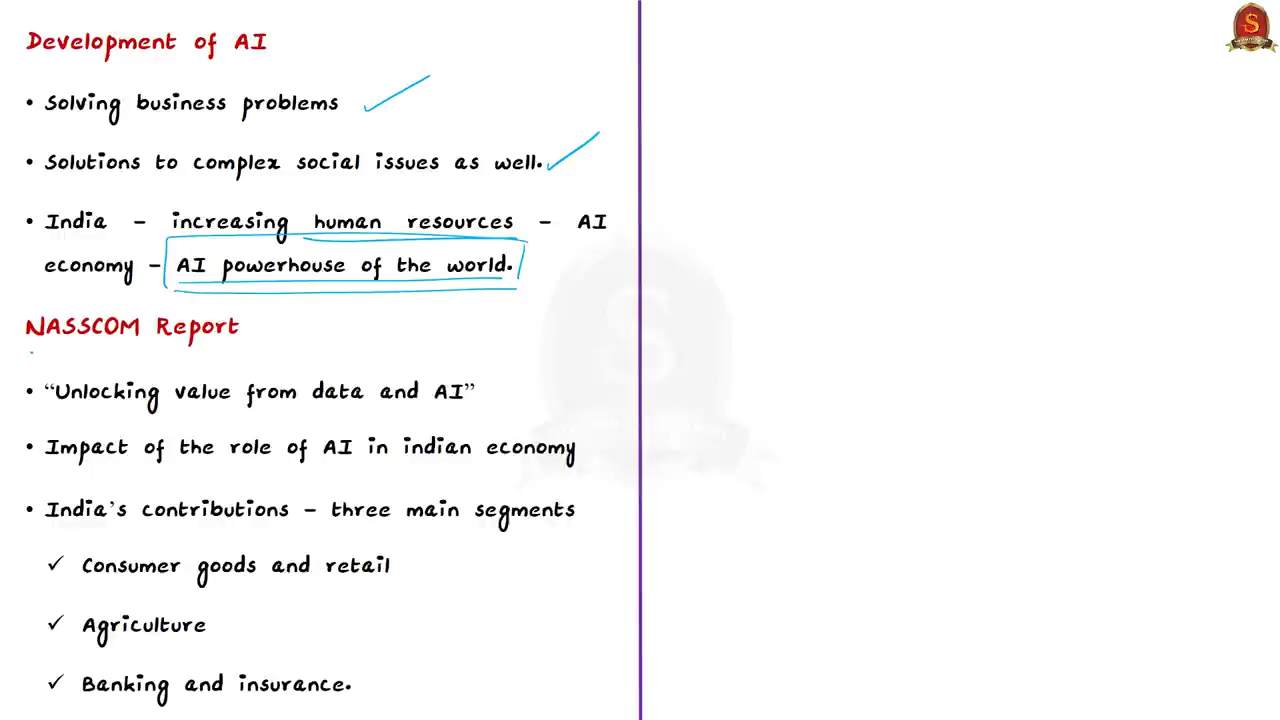 Development of AI
• Solving business problems
• Solutions to complex social issues as well.
• India - increasing human resources - AI
economy - AI powerhouse of the world.
NASSCOM Report
• “Unlocking value from data and AI”
• Impact of the role of AI in indian economy
• India's contributions - three main segments
✓ Consumer goods and retail
✓ Agriculture
✓ Banking and insurance.
S
S